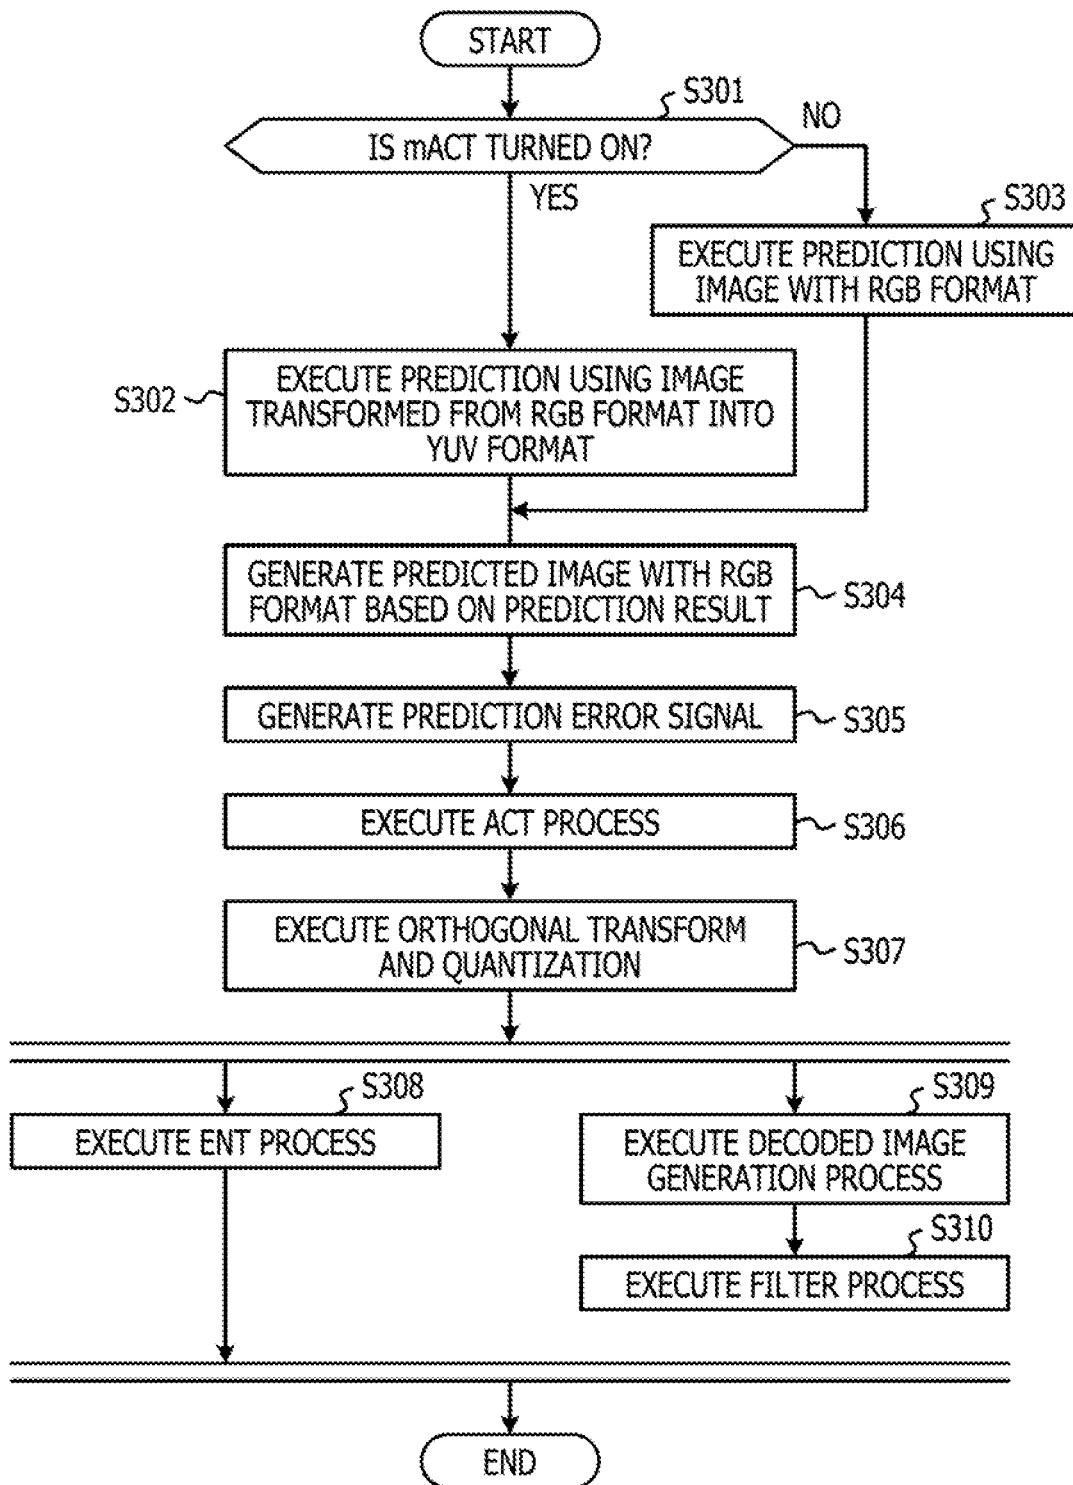 START
S301
IS mACT TURNED ON?
NO
YES
S303
EXECUTE PREDICTION USING
IMAGE WITH RGB FORMAT
S302
EXECUTE PREDICTION USING IMAGE
TRANSFORMED FROM RGB FORMAT INTO
YUV FORMAT
GENERATE PREDICTED IMAGE WITH RGB
FORMAT BASED ON PREDICTION RESULT
S304
GENERATE PREDICTION ERROR SIGNAL
S305
EXECUTE ACT PROCESS
S306
EXECUTE ORTHOGONAL TRANSFORM
AND QUANTIZATION
S307
S308
EXECUTE ENT PROCESS
S309
EXECUTE DECODED IMAGE
GENERATION PROCESS
S310
EXECUTE FILTER PROCESS
END